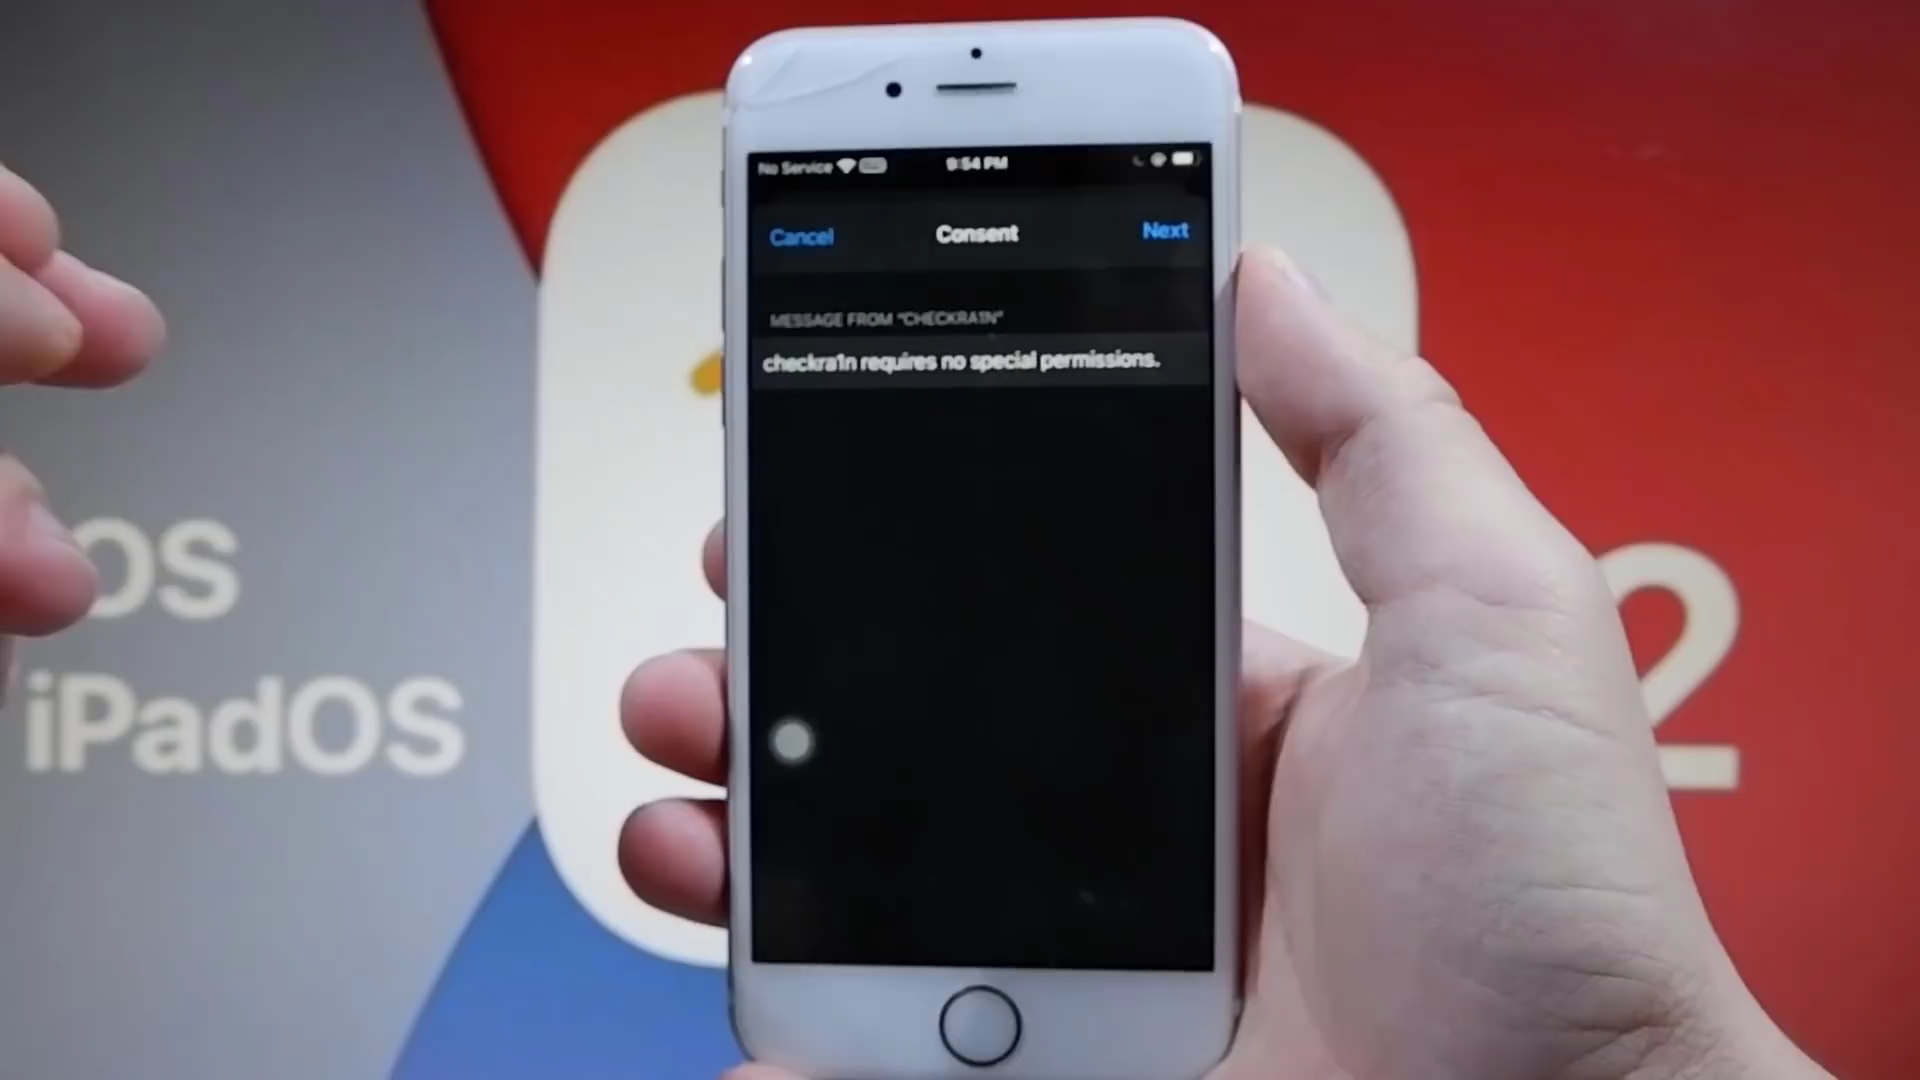 No Service
9:54 PM
Cancel
Consent
Next
MESSAGE FROM "CHECKRA1N"
checkra1n requires no special permissions.
OS
iPadOS
2